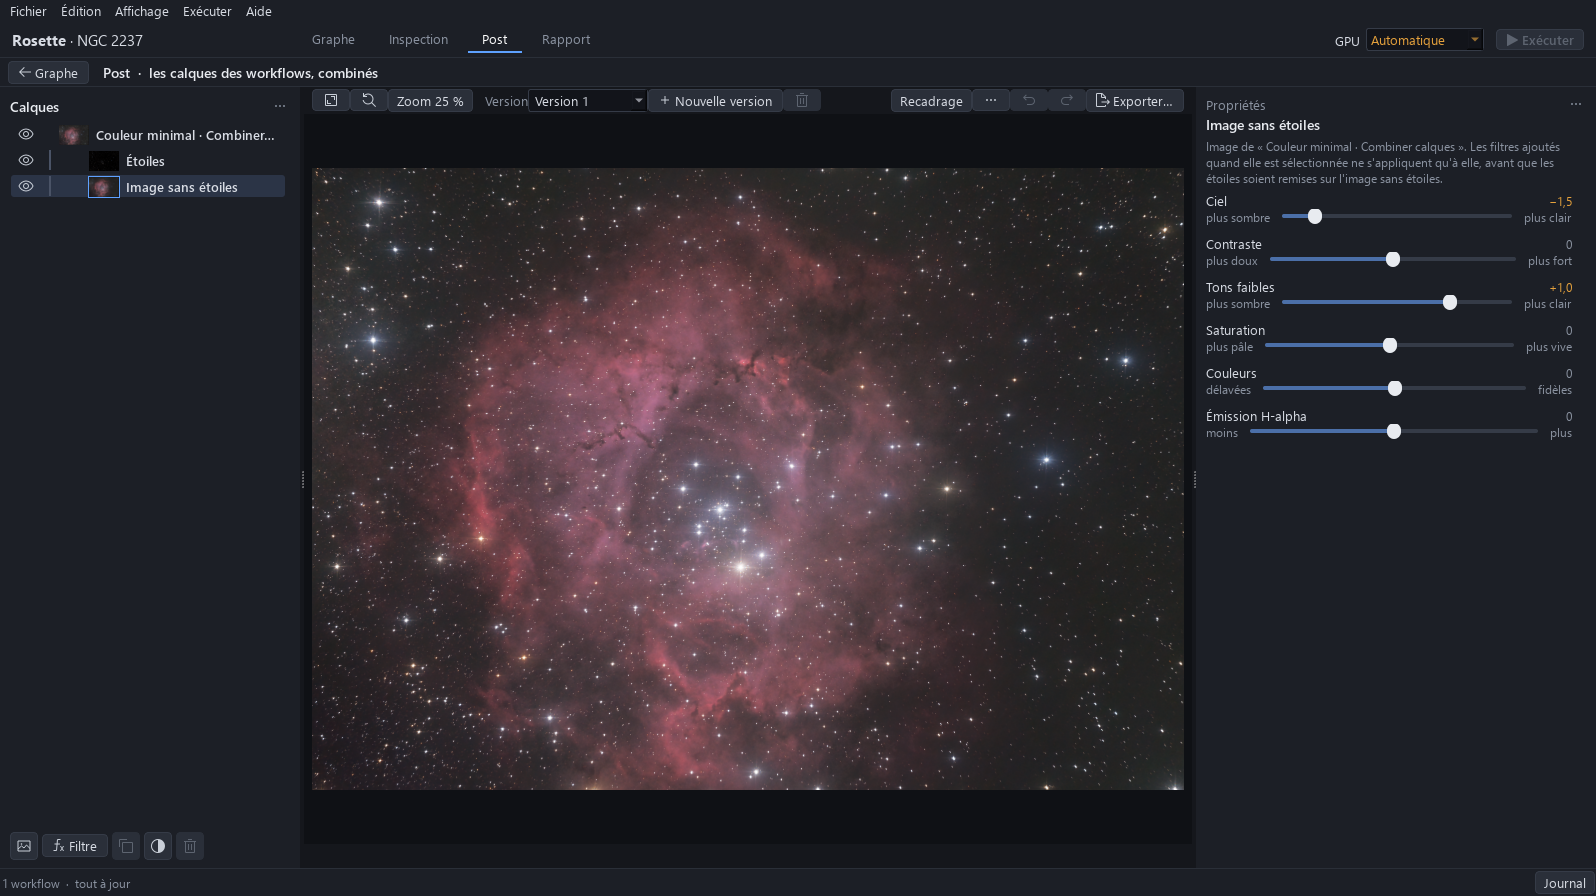 Fichier Édition Affichage Exécuter Aide
Rosette · NGC 2237
Graphe Inspection Post Rapport
GPU Automatique Exécuter
Graphe Post · les calques des workflows, combinés
Calques ...
Couleur minimal · Combiner...
Étoiles
Image sans étoiles
Zoom 25 % Version Version 1 + Nouvelle version Recadrage ... Exporter...
Propriétés ...
Image sans étoiles
Image de « Couleur minimal · Combiner calques ». Les filtres ajoutés
quand elle est sélectionnée ne s'appliquent qu'à elle, avant que les
étoiles soient remises sur l'image sans étoiles.
Ciel −1,5
plus sombre plus clair
Contraste 0
plus doux plus fort
Tons faibles +1,0
plus sombre plus clair
Saturation 0
plus pâle plus vive
Couleurs 0
délavées fidèles
Émission H-alpha 0
moins plus
fx Filtre
1 workflow · tout à jour
Journal